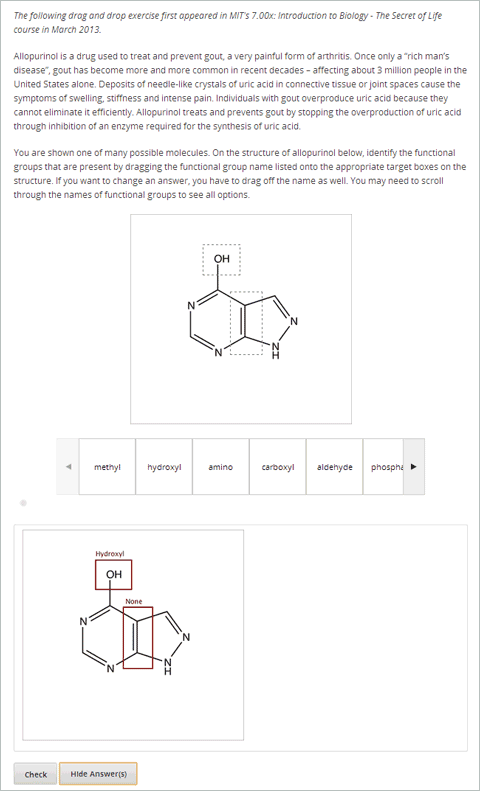 The following drag and drop exercise first appeared in MIT's 7.00x: Introduction to Biology - The Secret of Life
course in March 2013.
Allopurinol is a drug used to treat and prevent gout, a very painful form of arthritis. Once only a "rich man's
disease", gout has become more and more common in recent decades – affecting about 3 million people in the
United States alone. Deposits of needle-like crystals of uric acid in connective tissue or joint spaces cause the
symptoms of swelling, stiffness and intense pain. Individuals with gout overproduce uric acid because they
cannot eliminate it efficiently. Allopurinol treats and prevents gout by stopping the overproduction of uric acid
through inhibition of an enzyme required for the synthesis of uric acid.
You are shown one of many possible molecules. On the structure of allopurinol below, identify the functional
groups that are present by dragging the functional group name listed onto the appropriate target boxes on the
structure. If you want to change an answer, you have to drag off the name as well. You may need to scroll
through the names of functional groups to see all options.
OH
N
N
N
N
H
methyl hydroxyl amino carboxyl aldehyde phospha
Hydroxyl
OH
None
N
N
N
N
H
Check Hide Answer(s)